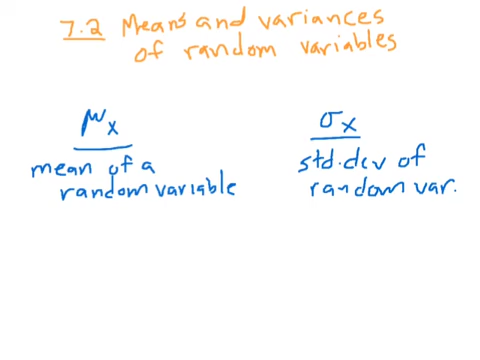 7.2 Means and variances
of random variables
μx
mean of a
random variable
σx
std.dev of
random var.